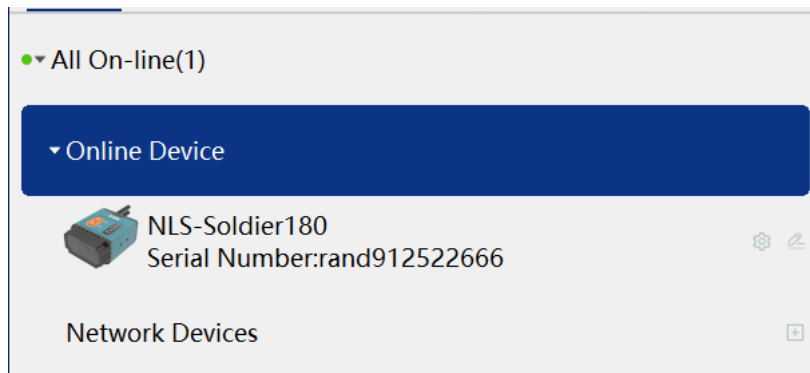 All On-line(1)
Online Device
NLS-Soldier180
Serial Number:rand912522666
Network Devices